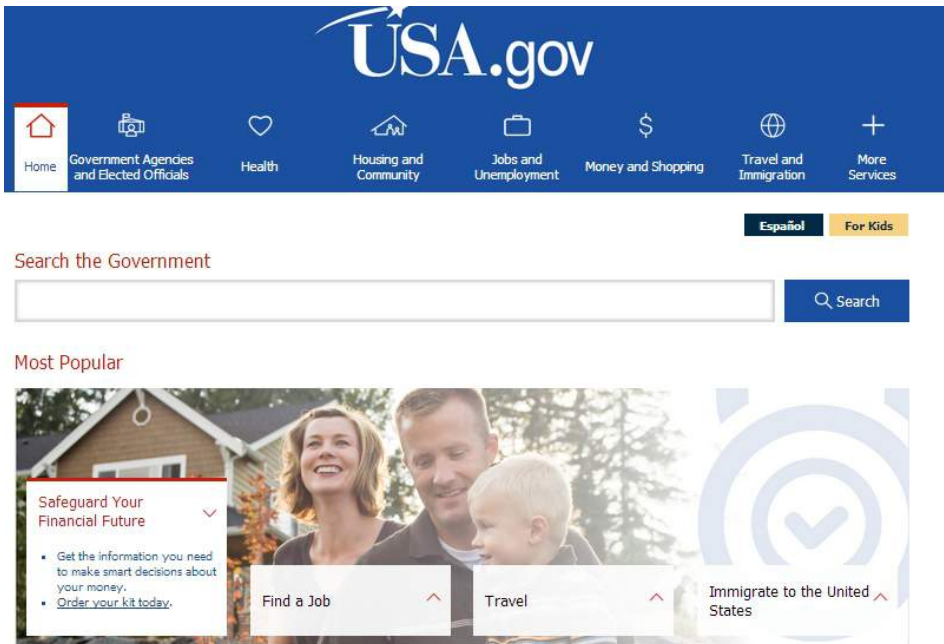 USA.gov
Home
Government Agencies
and Elected Officials
Health
Housing and
Community
Jobs and
Unemployment
Money and Shopping
Travel and
Immigration
More
Services
Español
For Kids
Search the Government
Search
Most Popular
Safeguard Your
Financial Future
Get the information you need
to make smart decisions about
your money.
Order your kit today.
Find a Job
Travel
Immigrate to the United
States